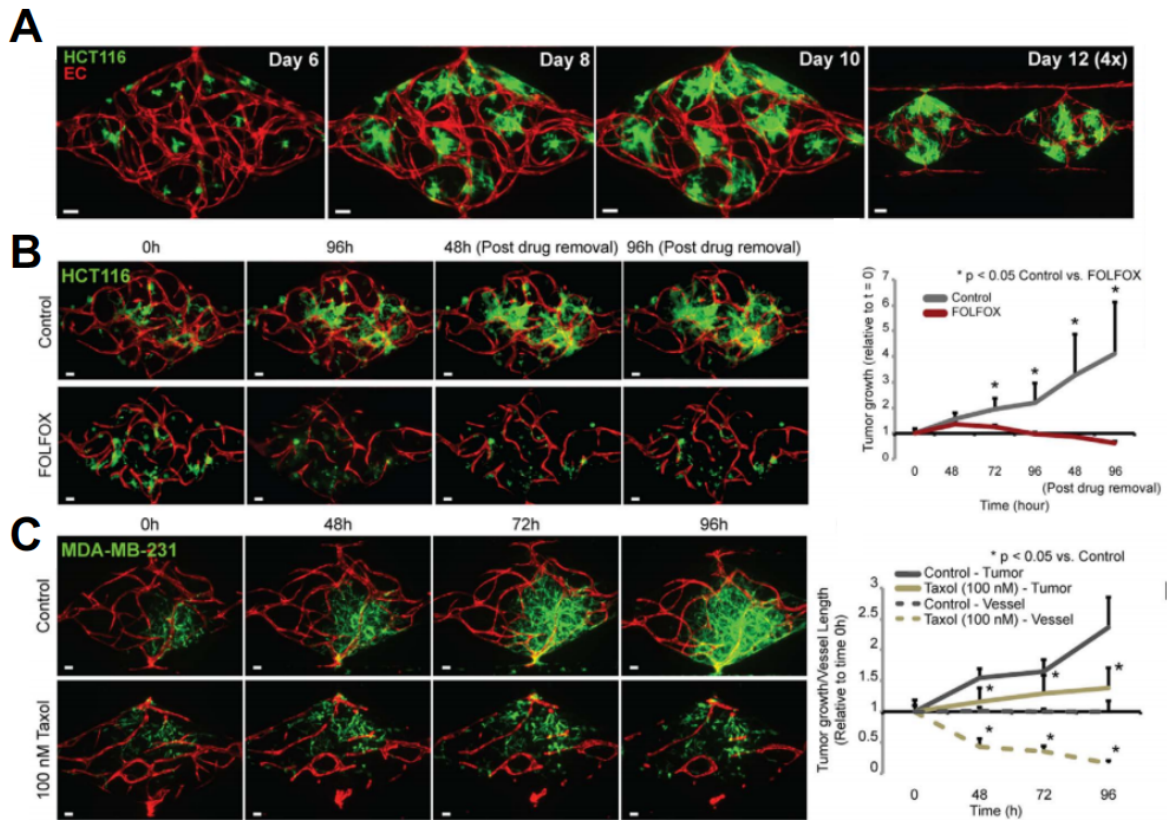 A
HCT116
EC
Day 6
Day 8
Day 10
Day 12 (4x)
B
0h
96h
48h (Post drug removal)
96h (Post drug removal)
HCT116
Control
FOLFOX
* p < 0.05 Control vs. FOLFOX
Control
FOLFOX
Tumor growth (relative to t = 0)
7
6
5
4
3
2
1
0
*
*
*
*
0
48
72
96
48
96
(Post drug removal)
Time (hour)
C
0h
48h
72h
96h
MDA-MB-231
Control
100 nM Taxol
* p < 0.05 vs. Control
Control - Tumor
Taxol (100 nM) - Tumor
Control - Vessel
Taxol (100 nM) - Vessel
Tumor growth/Vessel Length
(Relative to time 0h)
3
2.5
2
1.5
1
0.5
0
*
*
*
*
*
*
0
48
72
96
Time (h)